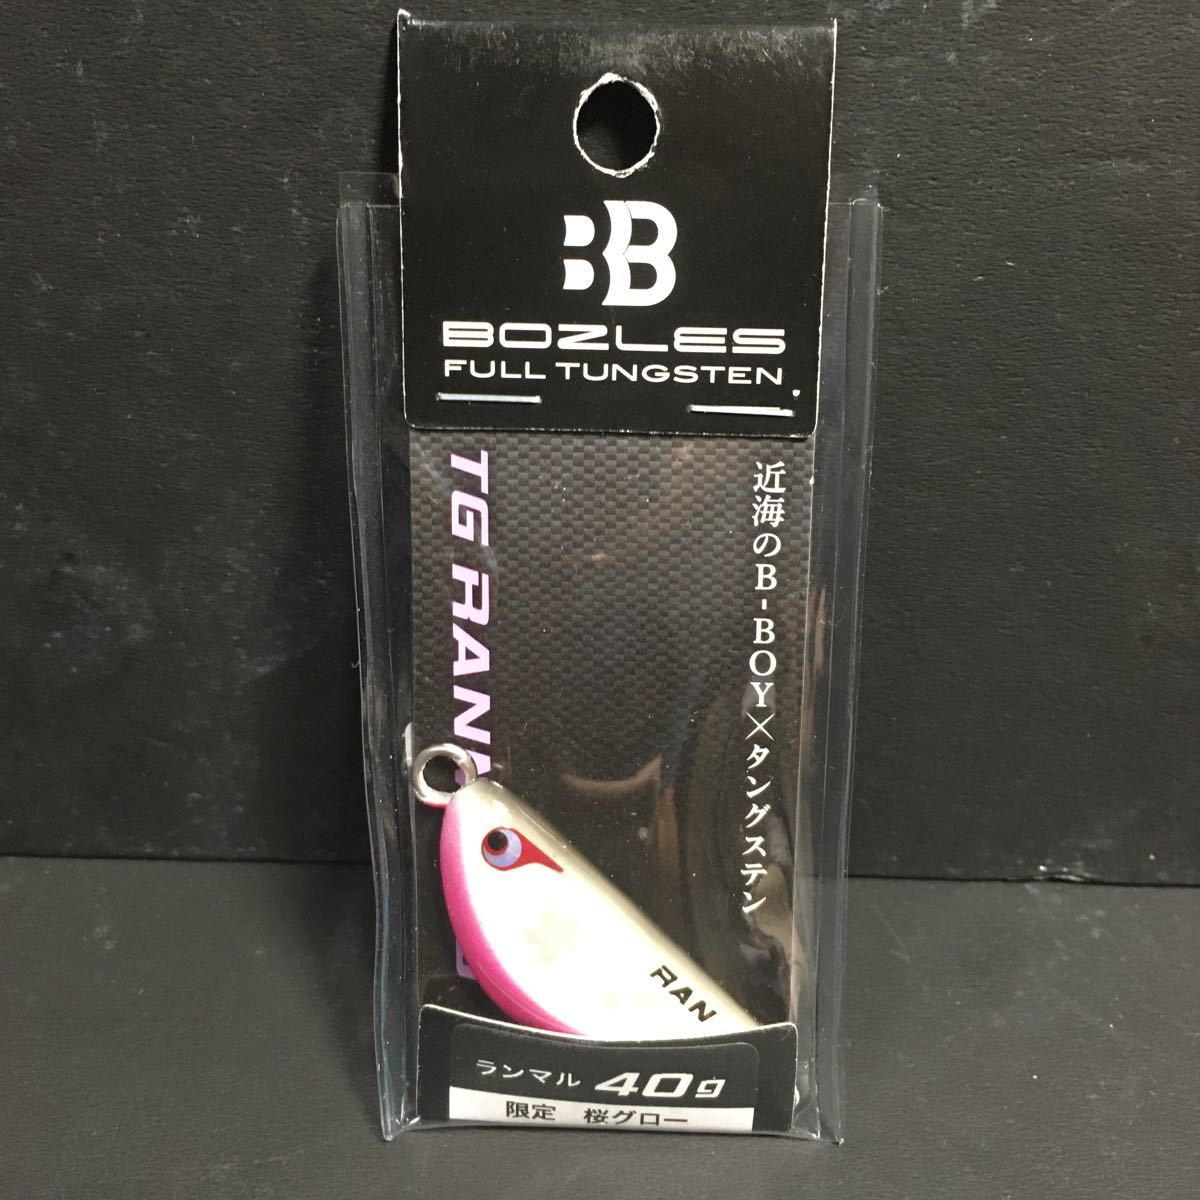 BB
BOZLES
FULL TUNGSTEN
近海のB-BOY×タングステン
TG RAN
RAN
ランマル 40g
限定 桜グロー